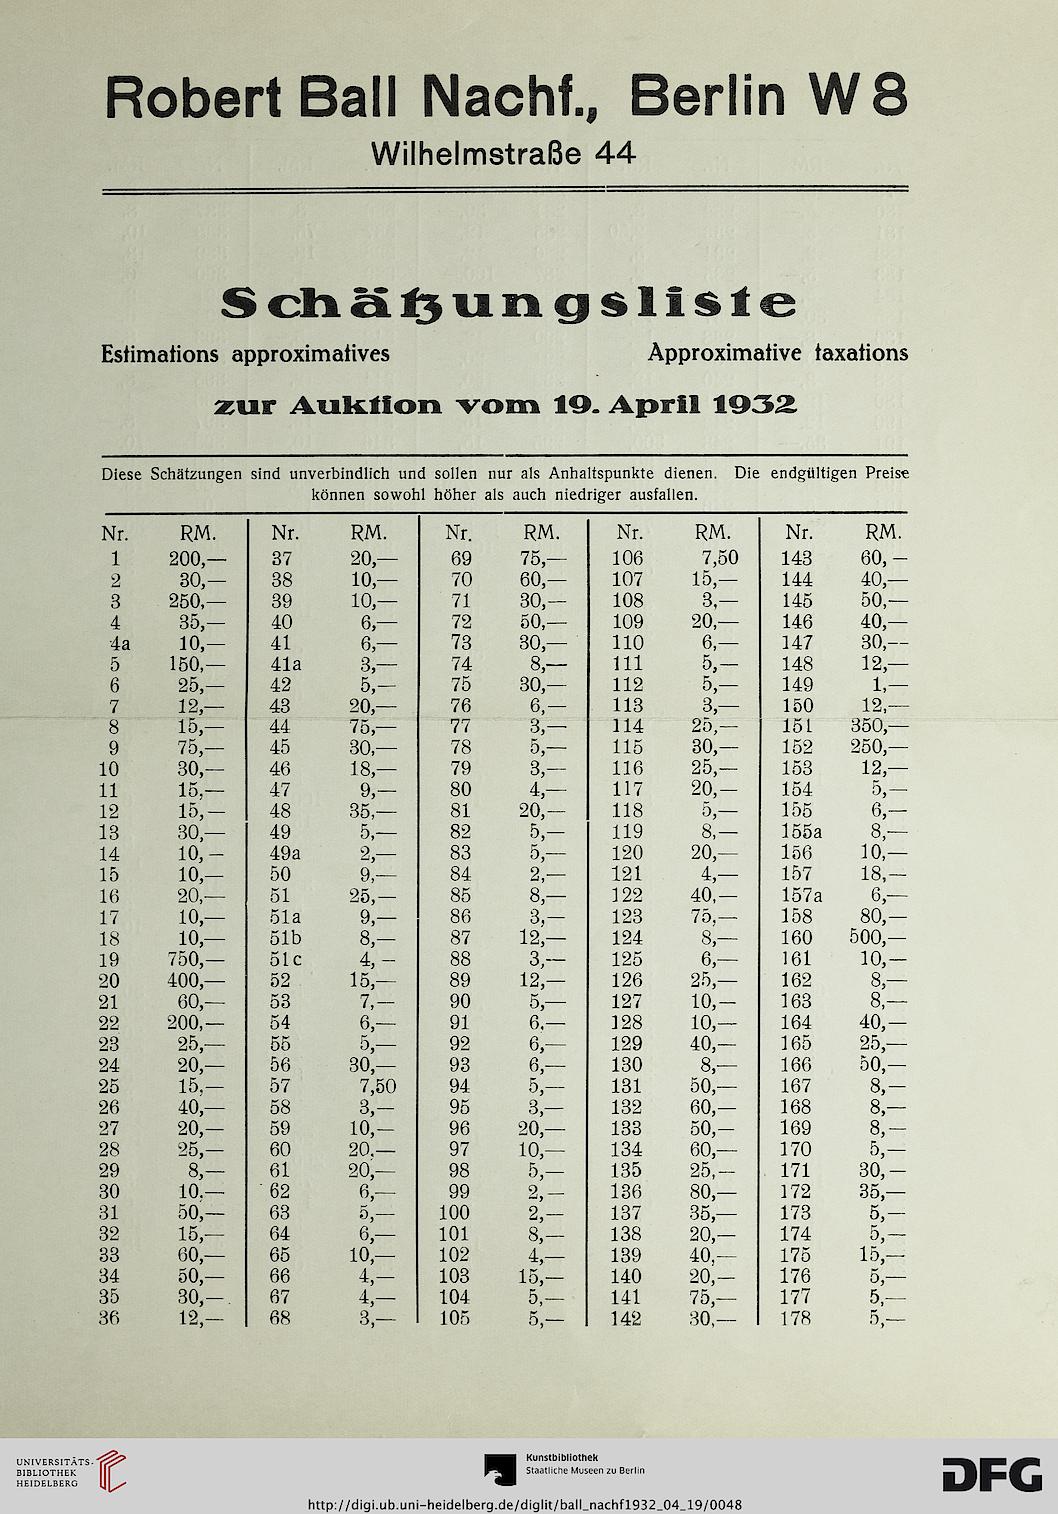 Robert Ball Nachf., Berlin W 8
Wilhelmstraße 44
Schätzungsliste
Estimations approximatives Approximative taxations
zur Auktion vom 19. April 1932
Diese Schätzungen sind unverbindlich und sollen nur als Anhaltspunkte dienen. Die endgültigen Preise
können sowohl höher als auch niedriger ausfallen.
Nr. RM. Nr. RM. Nr. RM. Nr. RM. Nr. RM.
1 200,— 37 20,— 69 75,— 106 7,50 143 60,—
2 30,— 38 10,— 70 60,— 107 15,— 144 40,—
3 250,— 39 10,— 71 30,— 108 3,— 145 50,—
4 35,— 40 6,— 72 50,— 109 20,— 146 40,—
4a 10,— 41 6,— 73 30,— 110 6,— 147 30,—
5 150,— 41a 3,— 74 8,— 111 5,— 148 12,—
6 25,— 42 5,— 75 30,— 112 5,— 149 1,—
7 12,— 43 20,— 76 6,— 113 3,— 150 12,—
8 15,— 44 75,— 77 3,— 114 25,— 151 350,—
9 75,— 45 30,— 78 5,— 115 30,— 152 250,—
10 30,— 46 18,— 79 3,— 116 25,— 153 12,—
11 15,— 47 9,— 80 4,— 117 20,— 154 5,—
12 15,— 48 35,— 81 20,— 118 5,— 155 6,—
13 30,— 49 5,— 82 5,— 119 8,— 155a 8,—
14 10,— 49a 2,— 83 5,— 120 20,— 156 10,—
15 10,— 50 9,— 84 2,— 121 4,— 157 18,—
16 20,— 51 25,— 85 8,— 122 40,— 157a 6,—
17 10,— 51a 9,— 86 3,— 123 75,— 158 80,—
18 10,— 51b 8,— 87 12,— 124 8,— 160 500,—
19 750,— 51c 4,— 88 3,— 125 6,— 161 10,—
20 400,— 52 15,— 89 12,— 126 25,— 162 8,—
21 60,— 53 7,— 90 5,— 127 10,— 163 8,—
22 200,— 54 6,— 91 6,— 128 10,— 164 40,—
23 25,— 55 5,— 92 6,— 129 40,— 165 25,—
24 20,— 56 30,— 93 6,— 130 8,— 166 50,—
25 15,— 57 7,50 94 5,— 131 50,— 167 8,—
26 40,— 58 3,— 95 3,— 132 60,— 168 8,—
27 20,— 59 10,— 96 20,— 133 50,— 169 8,—
28 25,— 60 20,— 97 10,— 134 60,— 170 5,—
29 8,— 61 20,— 98 5,— 135 25,— 171 30,—
30 10,— 62 6,— 99 2,— 136 80,— 172 35,—
31 50,— 63 5,— 100 2,— 137 35,— 173 5,—
32 15,— 64 6,— 101 8,— 138 20,— 174 5,—
33 60,— 65 10,— 102 4,— 139 40,— 175 15,—
34 50,— 66 4,— 103 15,— 140 20,— 176 5,—
35 30,— 67 4,— 104 5,— 141 75,— 177 5,—
36 12,— 68 3,— 105 5,— 142 30,— 178 5,—
UNIVERSITÄTS-
BIBLIOTHEK
HEIDELBERG
Kunstbibliothek
Staatliche Museen zu Berlin
DFG
http://digi.ub.uni-heidelberg.de/diglit/ball_nachf1932_04_19/0048